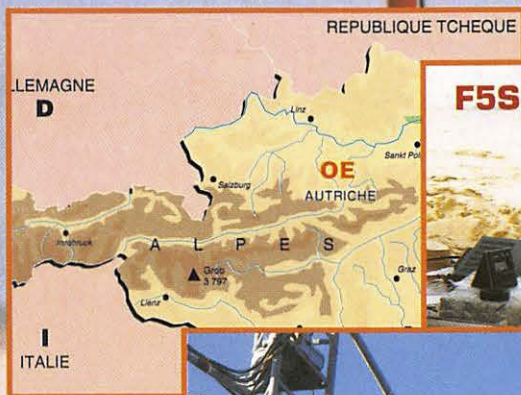 REPUBLIQUE TCHEQUE
LLEMAGNE
D
F5S
Linz
Sankt Pol
OE
AUTRICHE
Salzburg
Innsbruck
A L P E S
Grob
3 797
Graz
Lienz
I
ITALIE